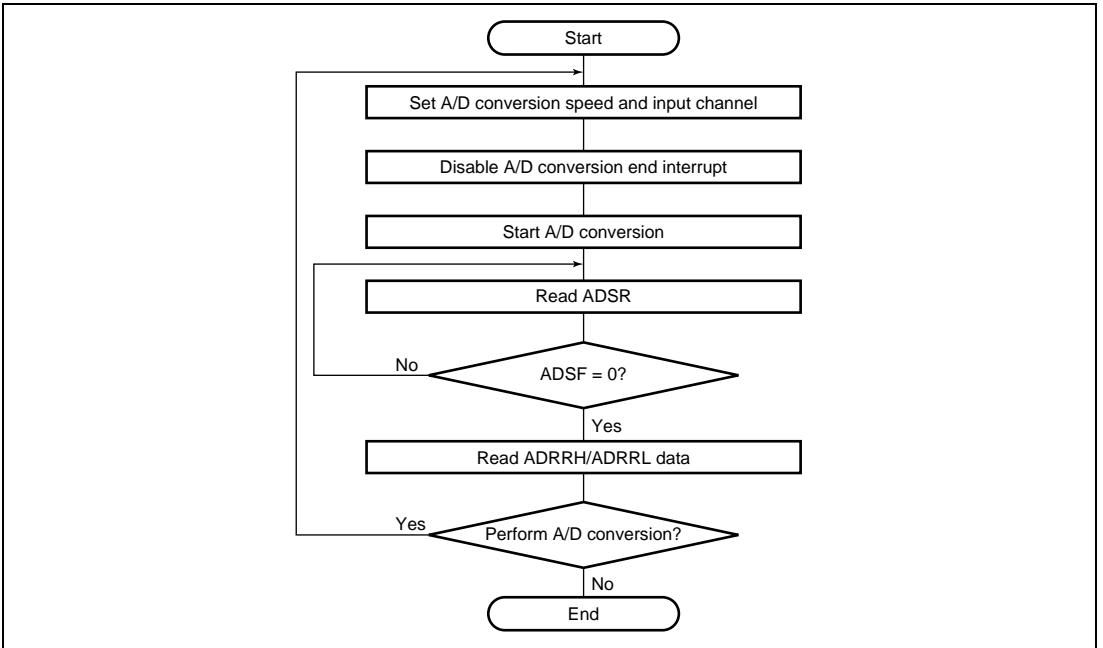 Start
Set A/D conversion speed and input channel
Disable A/D conversion end interrupt
Start A/D conversion
Read ADSR
No
ADSF = 0?
Yes
Read ADRRH/ADRRL data
Yes
Perform A/D conversion?
No
End